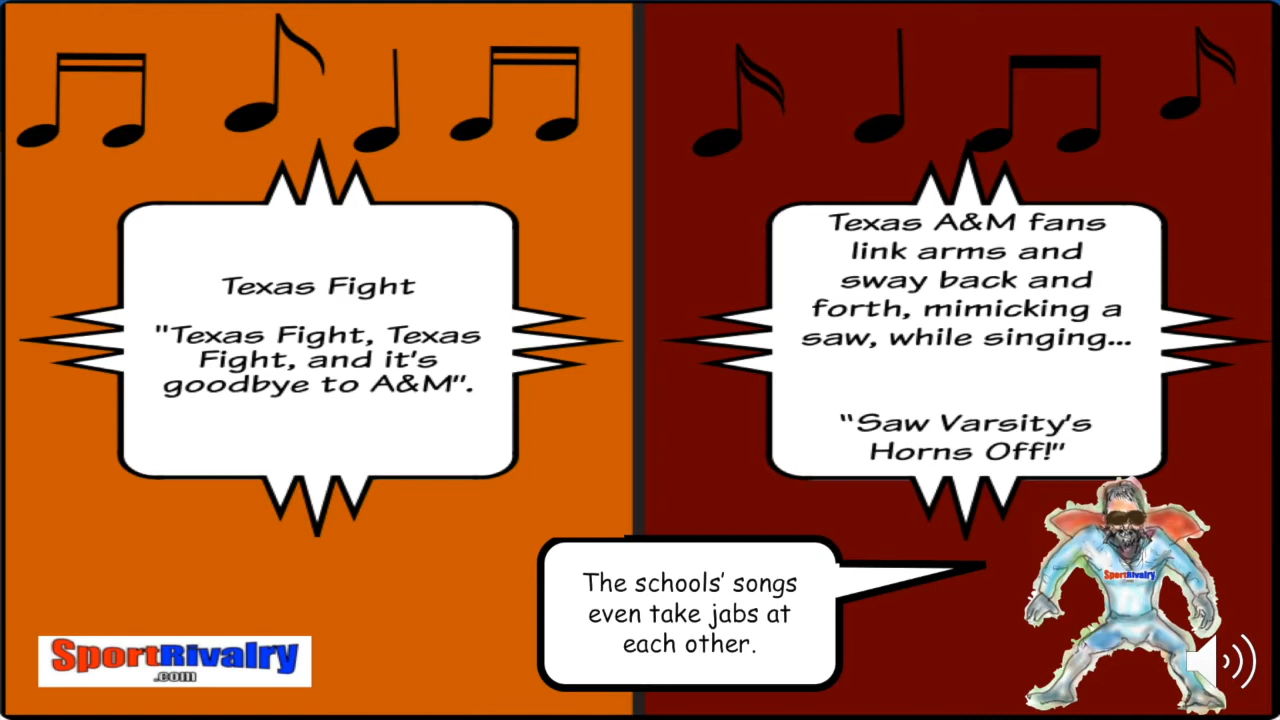 Texas Fight
"Texas Fight, Texas
Fight, and it's
goodbye to A&M".
Texas A&M fans
link arms and
sway back and
forth, mimicking a
saw, while singing...
"Saw Varsity's
Horns Off!"
The schools' songs
even take jabs at
each other.
SportRivalry
.com
SportRivalry
.com